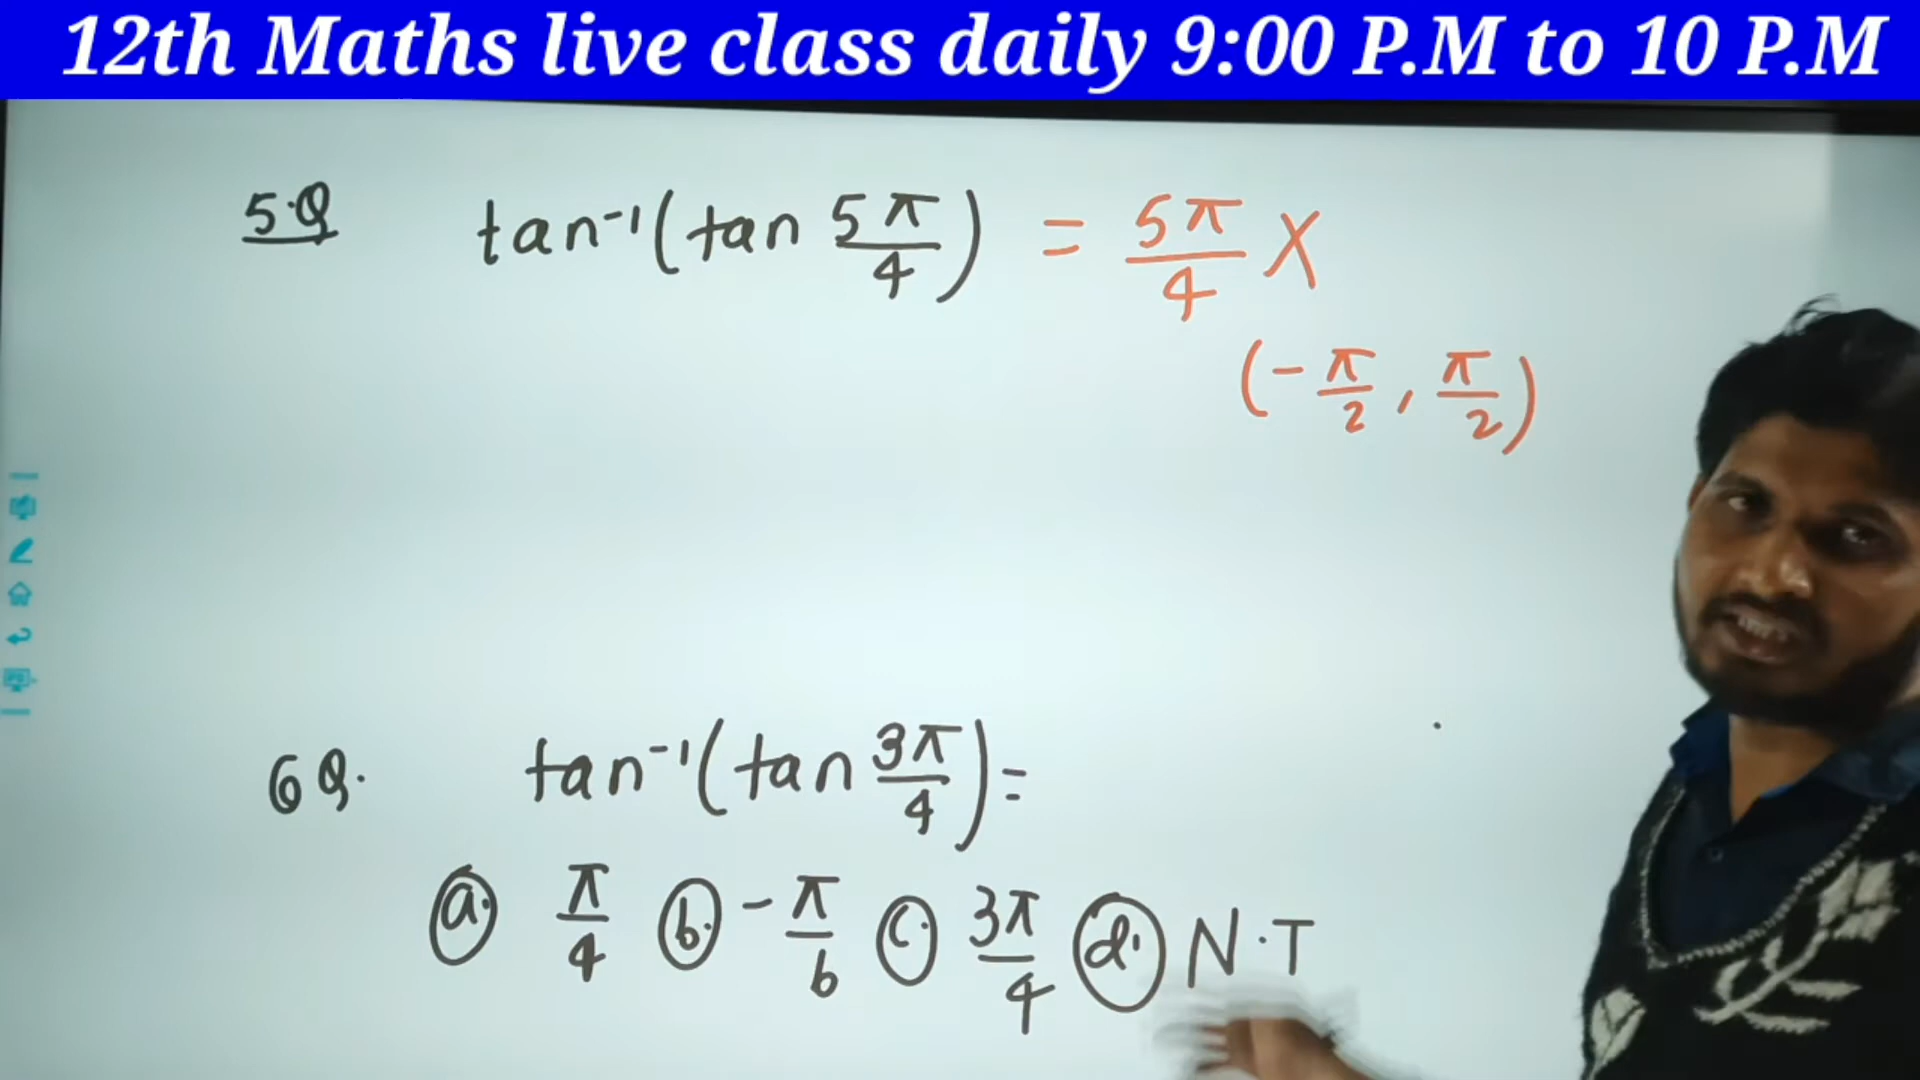 12th Maths live class daily 9:00 P.M to 10 P.M
5.Q tan⁻¹(tan 5π/4) = 5π/4 X
(-π/2, π/2)
6Q. tan⁻¹(tan 3π/4) =
a. π/4 b. -π/6 c. 3π/4 d. N.T